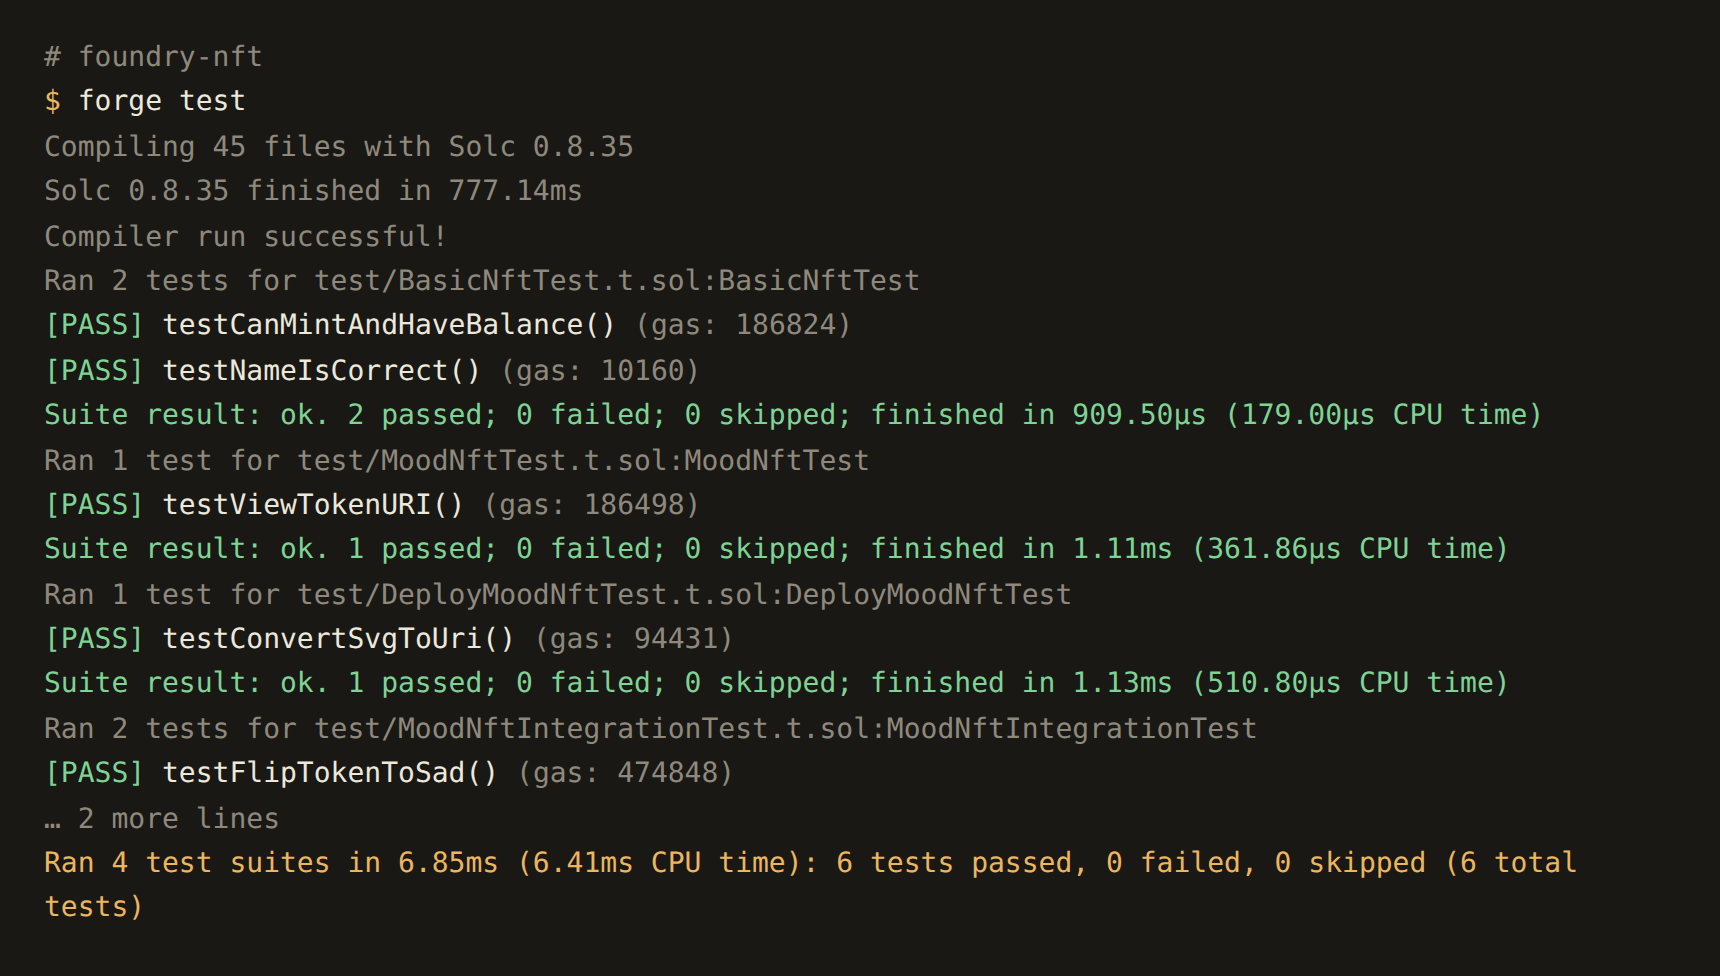 # foundry-nft
$ forge test
Compiling 45 files with Solc 0.8.35
Solc 0.8.35 finished in 777.14ms
Compiler run successful!
Ran 2 tests for test/BasicNftTest.t.sol:BasicNftTest
[PASS] testCanMintAndHaveBalance() (gas: 186824)
[PASS] testNameIsCorrect() (gas: 10160)
Suite result: ok. 2 passed; 0 failed; 0 skipped; finished in 909.50µs (179.00µs CPU time)
Ran 1 test for test/MoodNftTest.t.sol:MoodNftTest
[PASS] testViewTokenURI() (gas: 186498)
Suite result: ok. 1 passed; 0 failed; 0 skipped; finished in 1.11ms (361.86µs CPU time)
Ran 1 test for test/DeployMoodNftTest.t.sol:DeployMoodNftTest
[PASS] testConvertSvgToUri() (gas: 94431)
Suite result: ok. 1 passed; 0 failed; 0 skipped; finished in 1.13ms (510.80µs CPU time)
Ran 2 tests for test/MoodNftIntegrationTest.t.sol:MoodNftIntegrationTest
[PASS] testFlipTokenToSad() (gas: 474848)
… 2 more lines
Ran 4 test suites in 6.85ms (6.41ms CPU time): 6 tests passed, 0 failed, 0 skipped (6 total
tests)